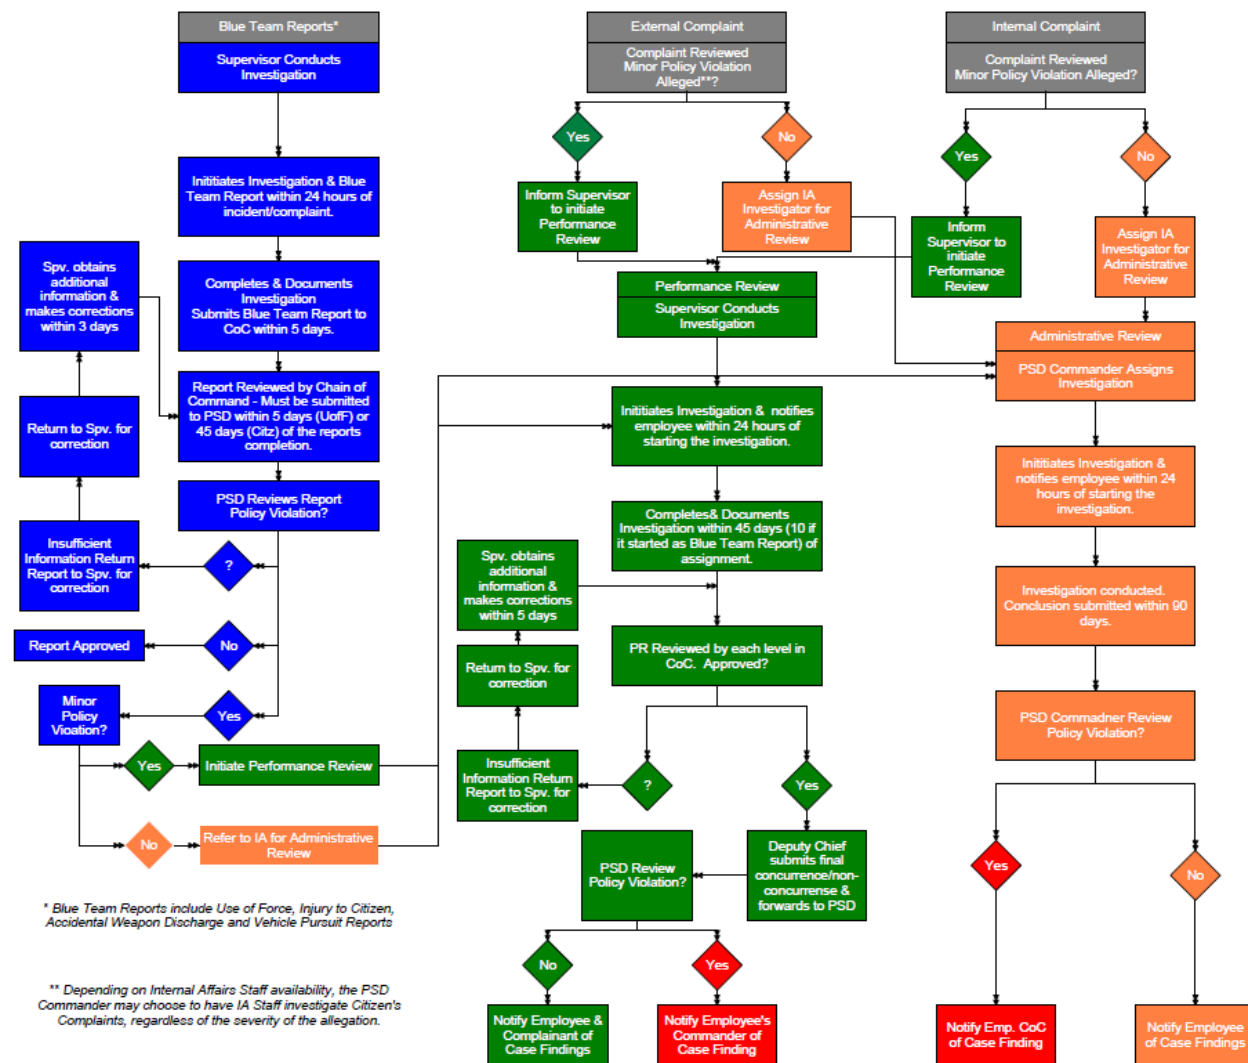 Blue Team Reports*
Supervisor Conducts
Investigation
Inititiates Investigation & Blue
Team Report within 24 hours of
incident/complaint.
Completes & Documents
Investigation
Submits Blue Team Report to
CoC within 5 days.
Spv. obtains
additional
information &
makes corrections
within 3 days
Report Reviewed by Chain of
Command - Must be submitted
to PSD within 5 days (UofF) or
45 days (Citz) of the reports
completion.
Return to Spv. for
correction
PSD Reviews Report
Policy Violation?
Insufficient
Information Return
Report to Spv. for
correction
?
Report Approved
No
Minor
Policy
Vioation?
Yes
Yes
Initiate Performance Review
No
Refer to IA for Administrative
Review
* Blue Team Reports include Use of Force, Injury to Citizen,
Accidental Weapon Discharge and Vehicle Pursuit Reports
** Depending on Internal Affairs Staff availability, the PSD
Commander may choose to have IA Staff investigate Citizen's
Complaints, regardless of the severity of the allegation.
External Complaint
Complaint Reviewed
Minor Policy Violation
Alleged**?
Yes
No
Inform Supervisor
to initiate
Performance
Review
Assign IA
Investigator for
Administrative
Review
Performance Review
Supervisor Conducts
Investigation
Inititiates Investigation & notifies
employee within 24 hours of
starting the investigation.
Completes& Documents
Investigation within 45 days (10 if
it started as Blue Team Report) of
assignment.
Spv. obtains
additional
information &
makes corrections
within 5 days
PR Reviewed by each level in
CoC. Approved?
Return to Spv. for
correction
Insufficient
Information Return
Report to Spv. for
correction
?
Yes
Deputy Chief
submits final
concurrence/non-
concurrense &
forwards to PSD
PSD Review
Policy Violation?
No
Yes
Notify Employee &
Complainant of
Case Findings
Notify Employee's
Commander of
Case Finding
Internal Complaint
Complaint Reviewed
Minor Policy Violation Alleged?
Yes
No
Inform
Supervisor to
initiate
Performance
Review
Assign IA
Investigator for
Administrative
Review
Administrative Review
PSD Commander Assigns
Investigation
Inititiates Investigation &
notifies employee within 24
hours of starting the
investigation.
Investigation conducted.
Conclusion submitted within 90
days.
PSD Commadner Review
Policy Violation?
Yes
No
Notify Emp. CoC
of Case Finding
Notify Employee
of Case Findings